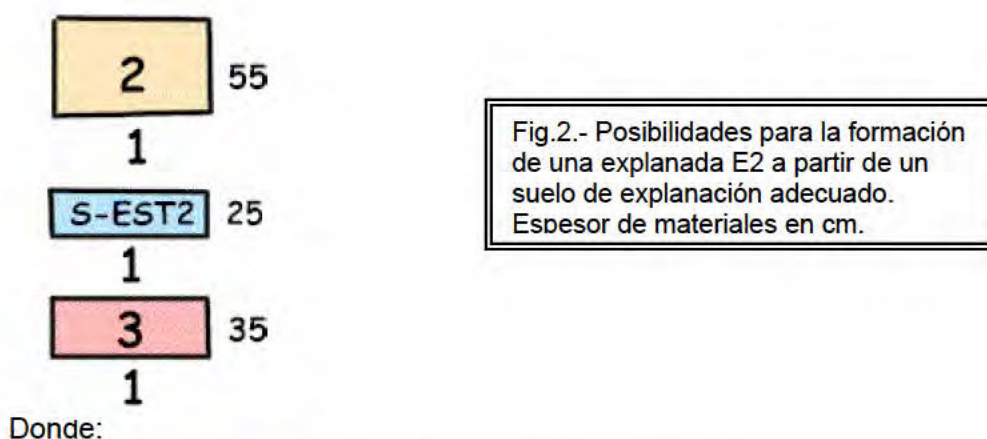 2 55
1
S-EST2 25
1
3 35
1
Fig.2.- Posibilidades para la formación
de una explanada E2 a partir de un
suelo de explanación adecuado.
Espesor de materiales en cm.
Donde: